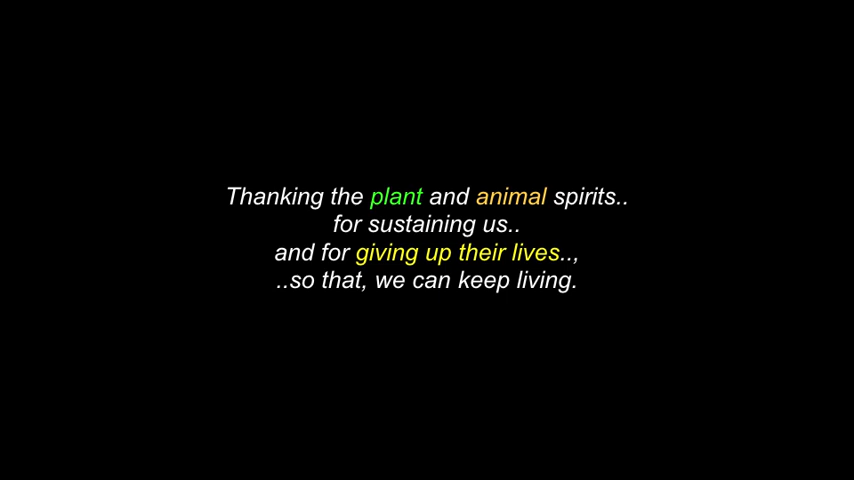 Thanking the plant and animal spirits..
for sustaining us..
and for giving up their lives..,
..so that, we can keep living.